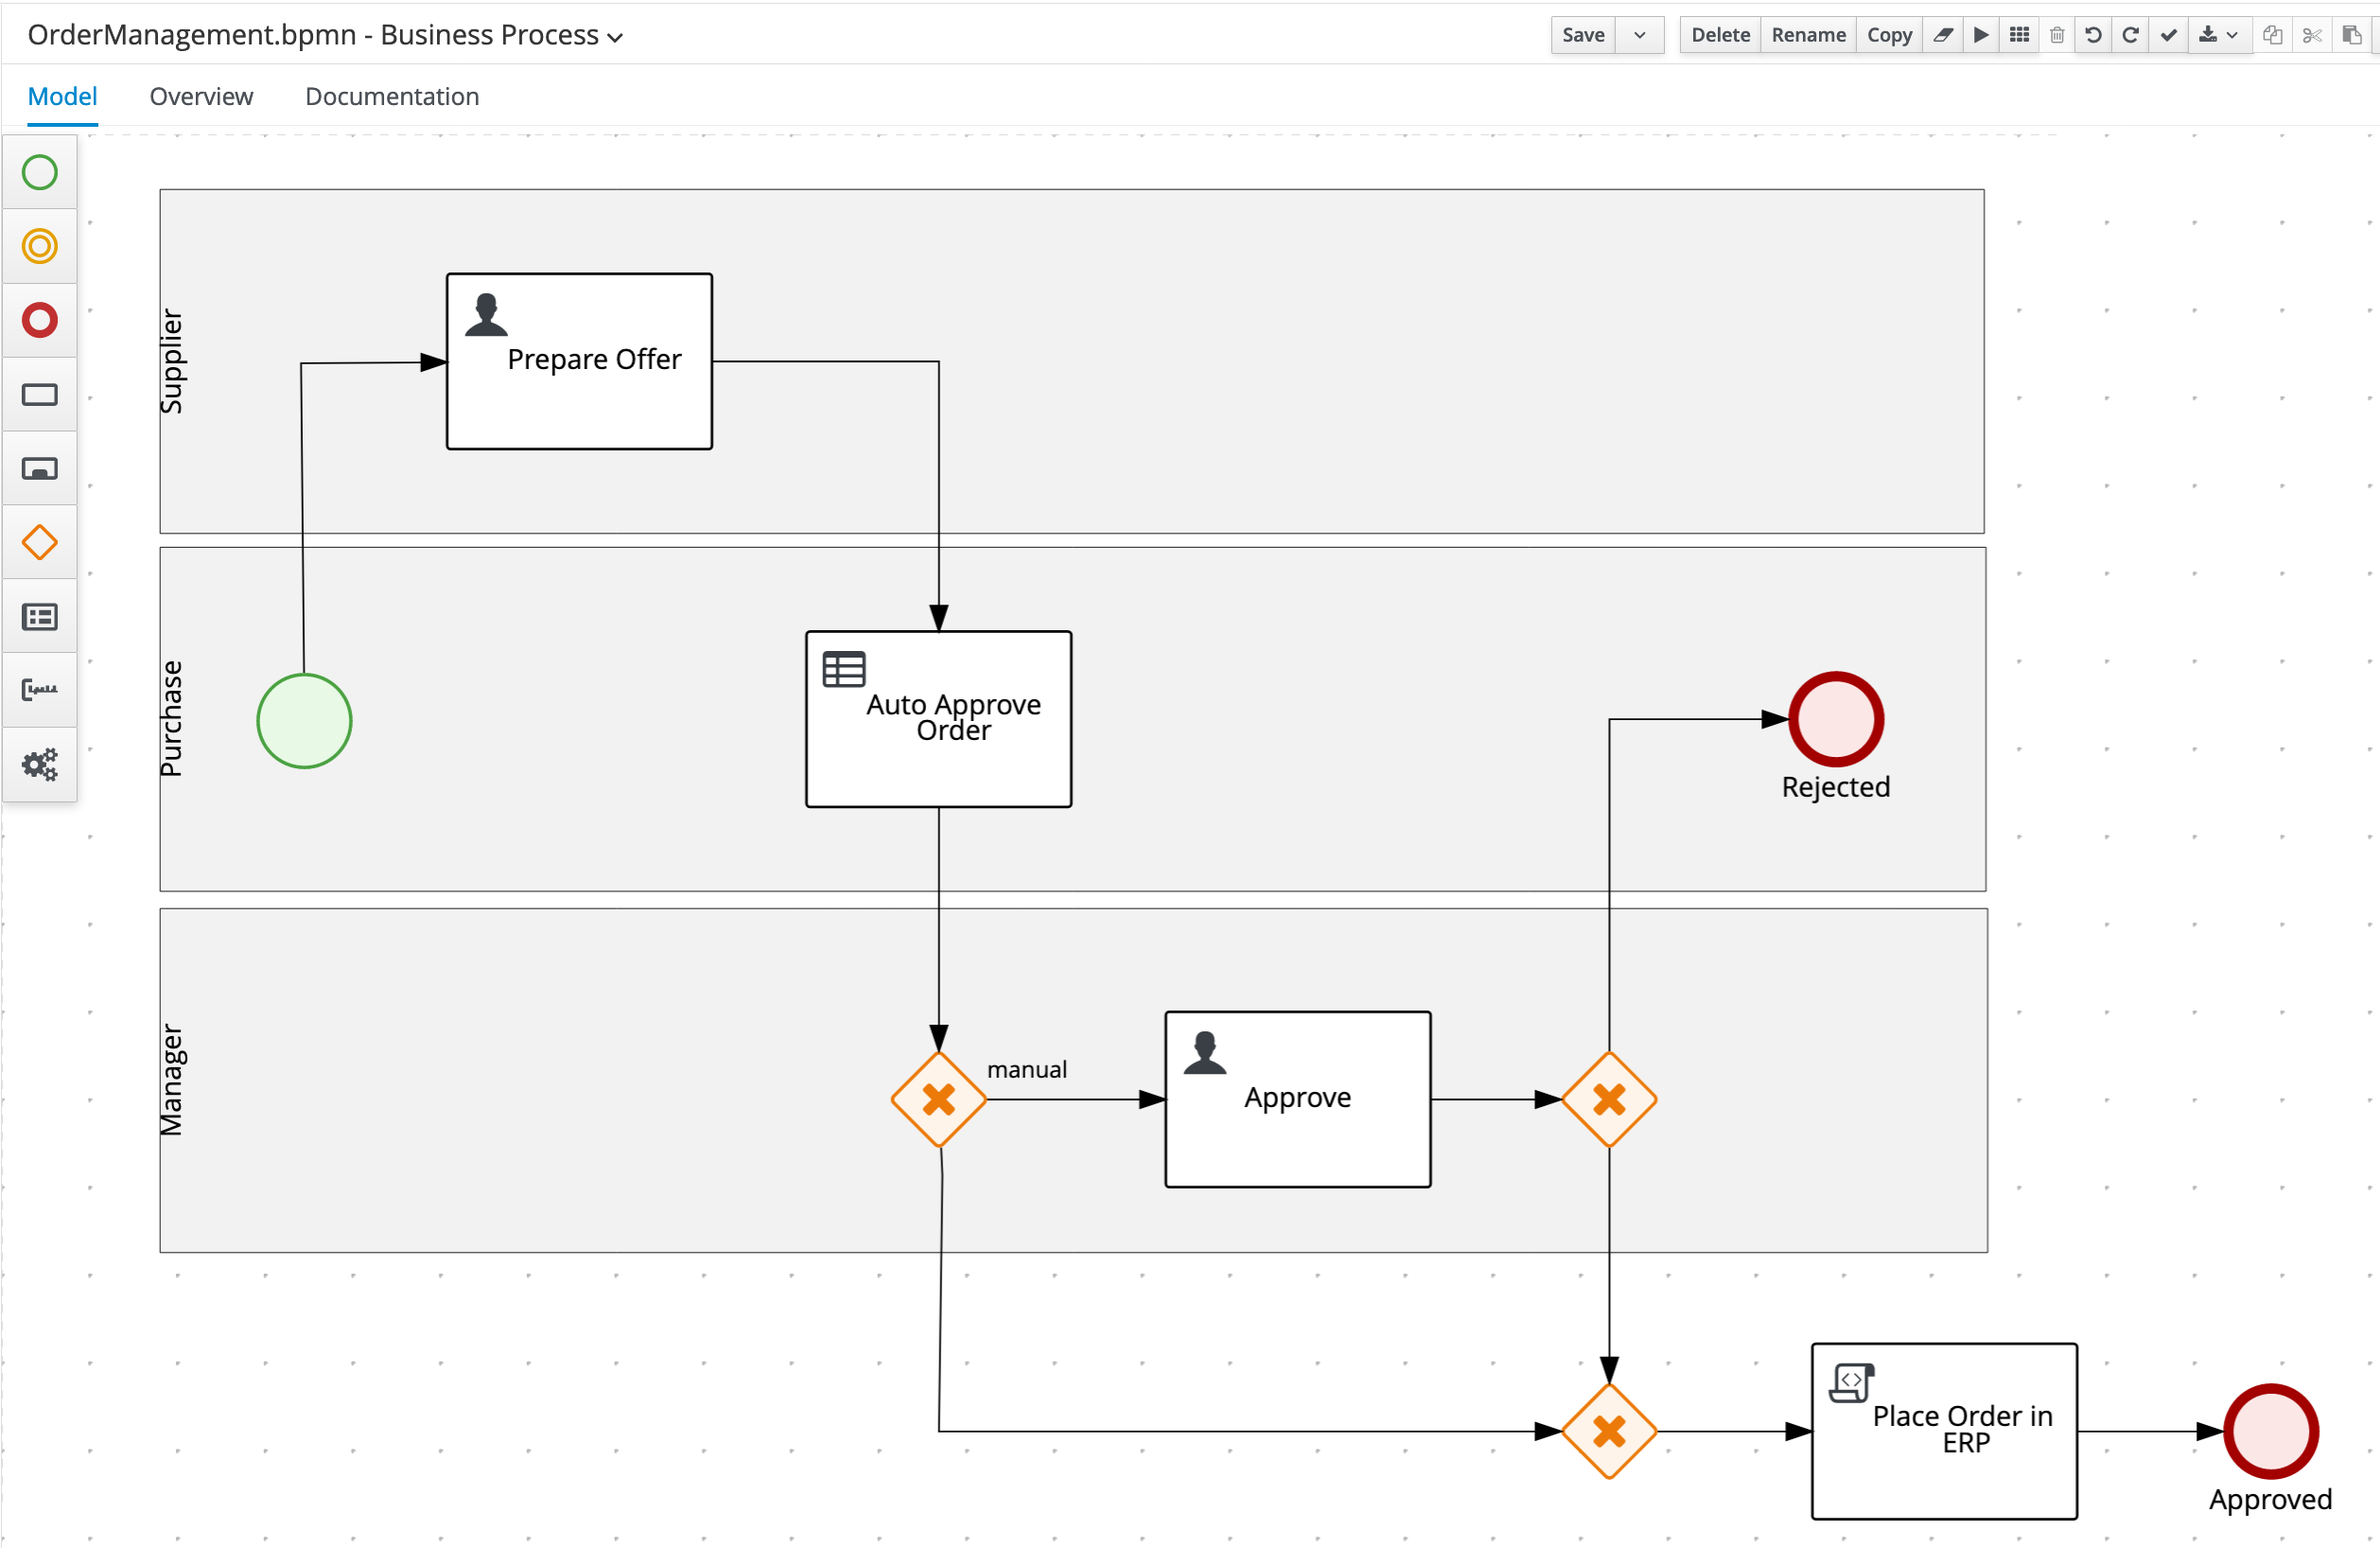 OrderManagement.bpmn - Business Process
Save
Delete
Rename
Copy
Model
Overview
Documentation
Supplier
Prepare Offer
Purchase
Auto Approve
Order
Rejected
Manager
manual
Approve
Place Order in
ERP
Approved